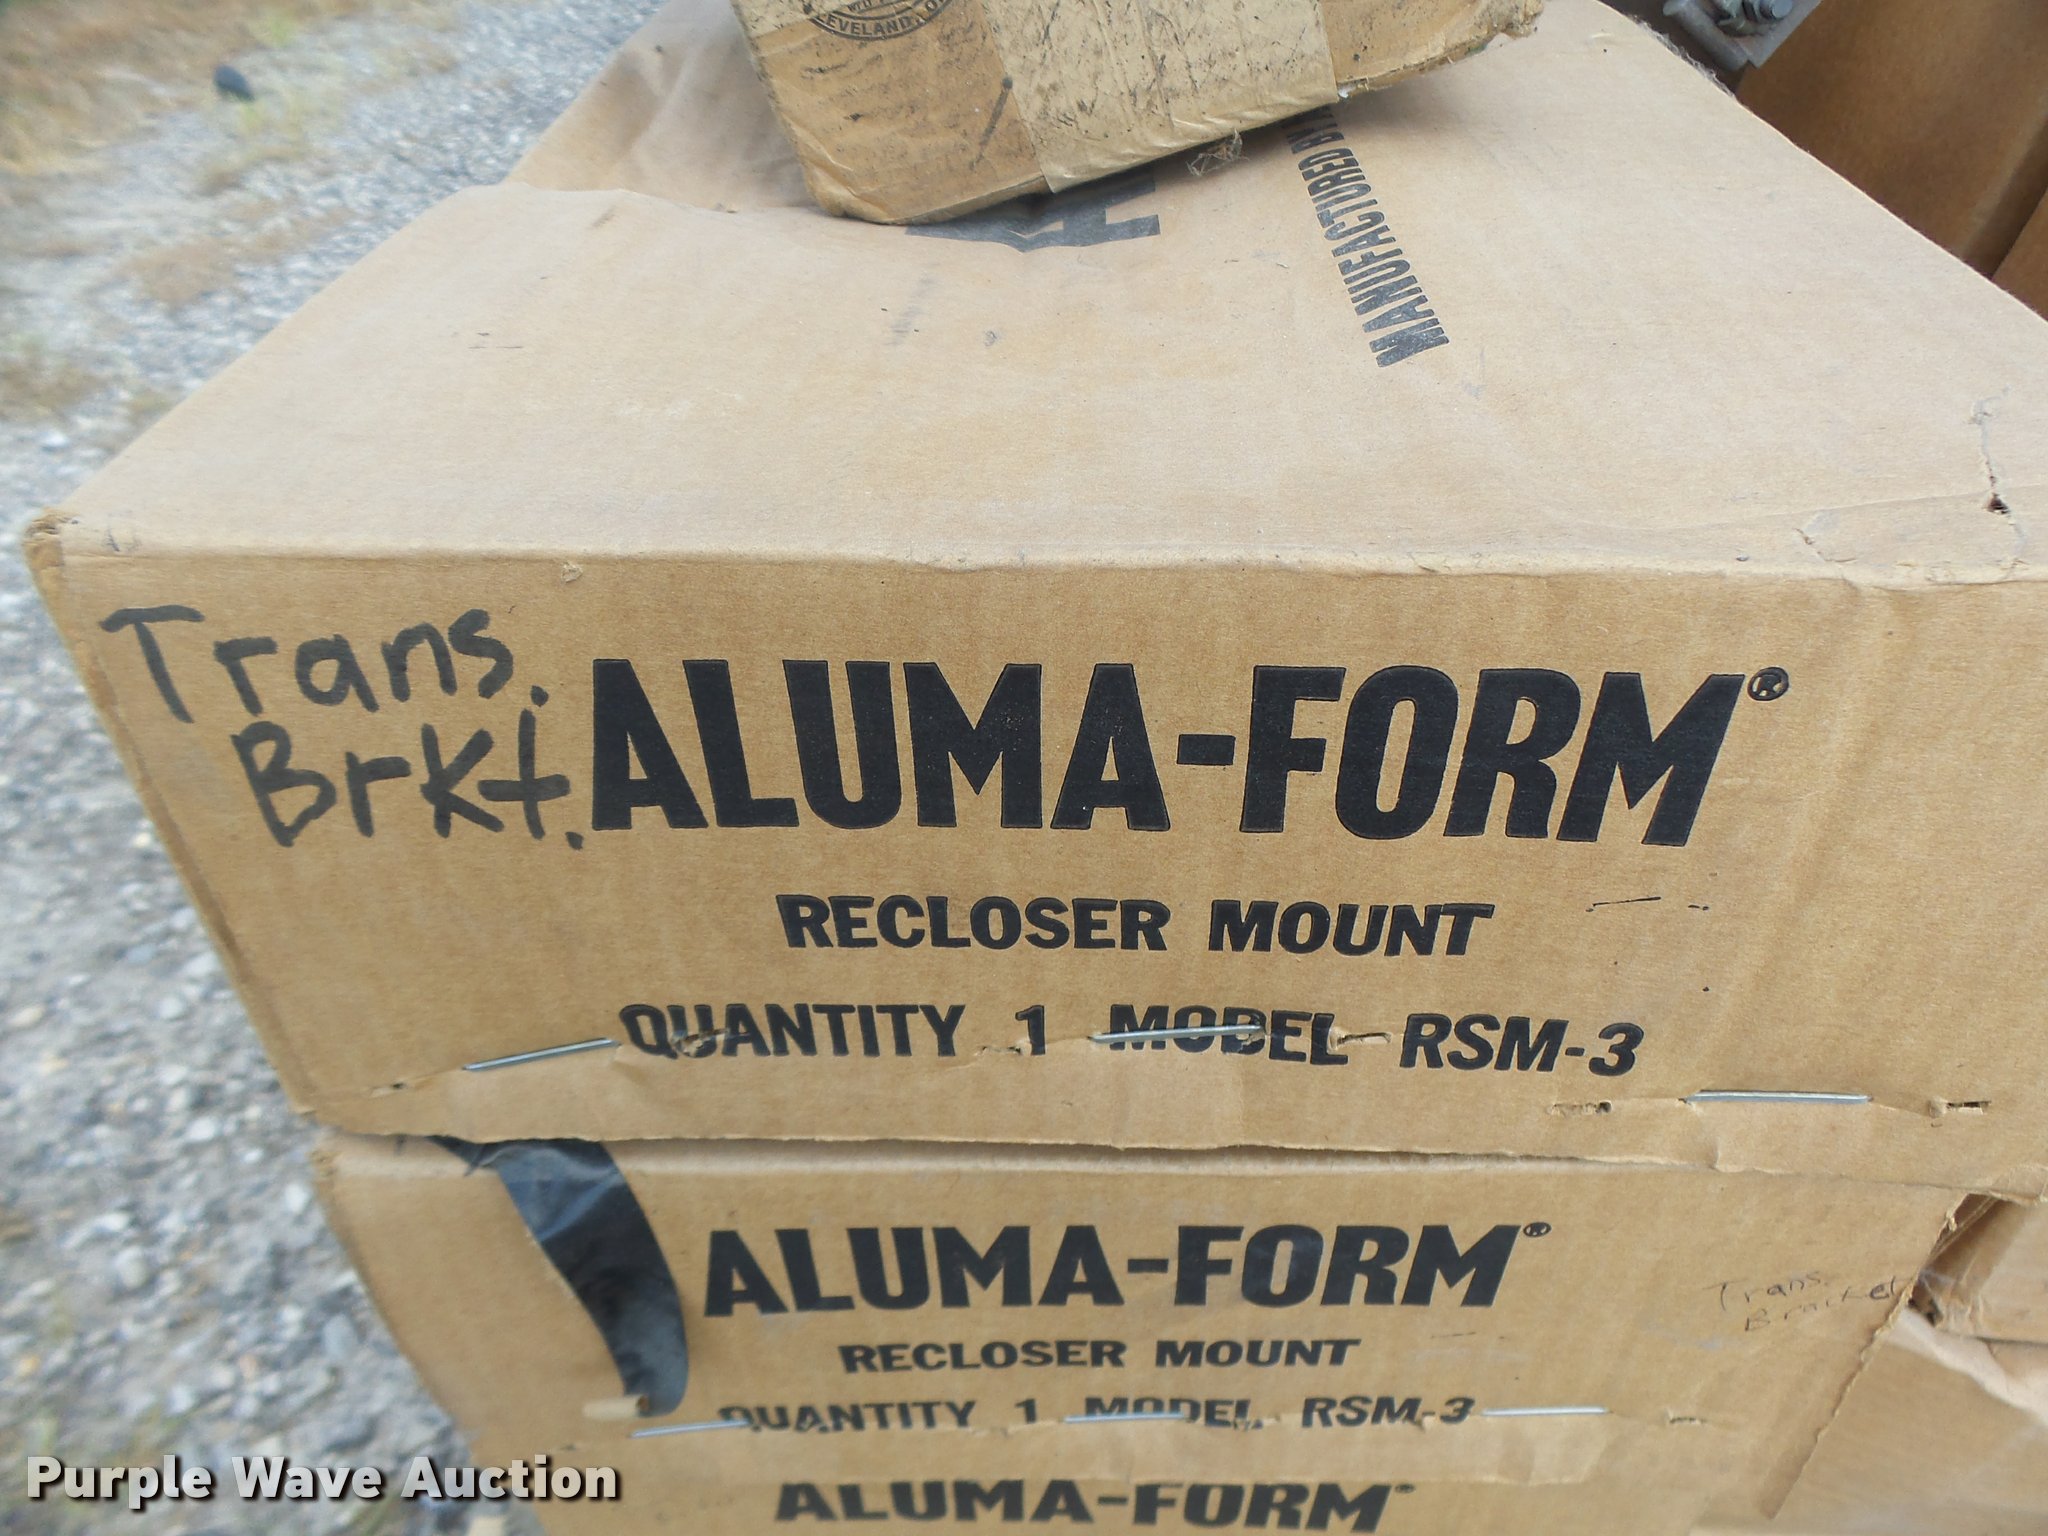 CLEVELAND, O
MANUFACTURED BY
Trans.
Brkt.
ALUMA-FORM®
RECLOSER MOUNT
QUANTITY 1 MODEL RSM-3
ALUMA-FORM®
RECLOSER MOUNT
QUANTITY 1 MODEL RSM-3
Trans.
Bracket
ALUMA-FORM®
Purple Wave Auction